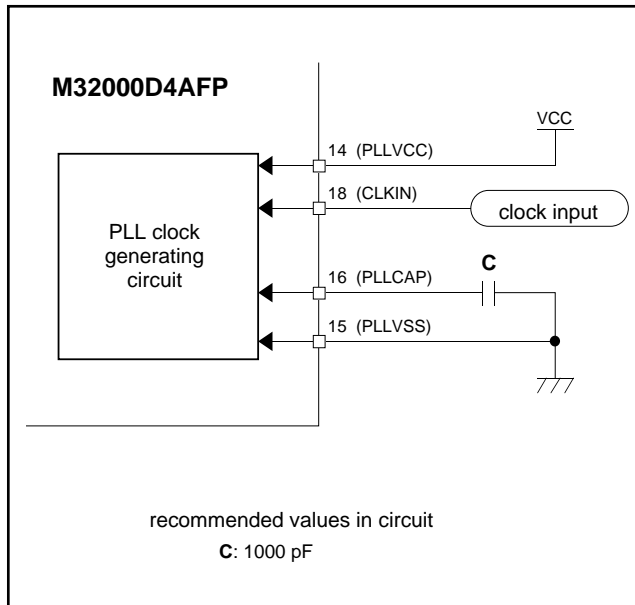 M32000D4AFP
VCC
14 (PLLVCC)
18 (CLKIN)
clock input
PLL clock
generating
circuit
C
16 (PLLCAP)
15 (PLLVSS)
recommended values in circuit
C: 1000 pF